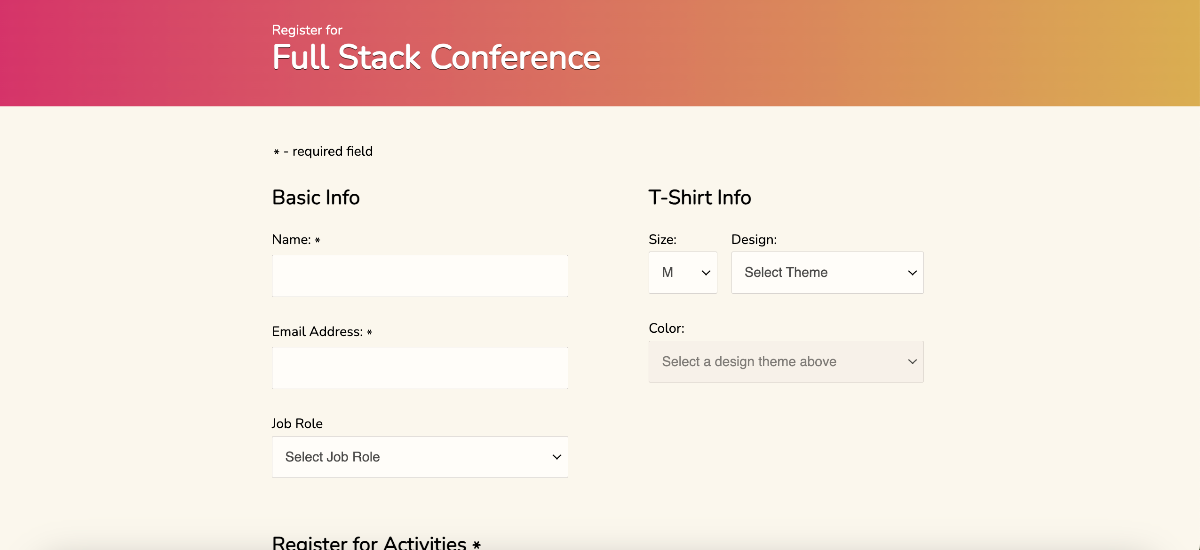 Register for
Full Stack Conference
* - required field
Basic Info
Name: *
Email Address: *
Job Role
Select Job Role
T-Shirt Info
Size:
M
Design:
Select Theme
Color:
Select a design theme above
Register for Activities *